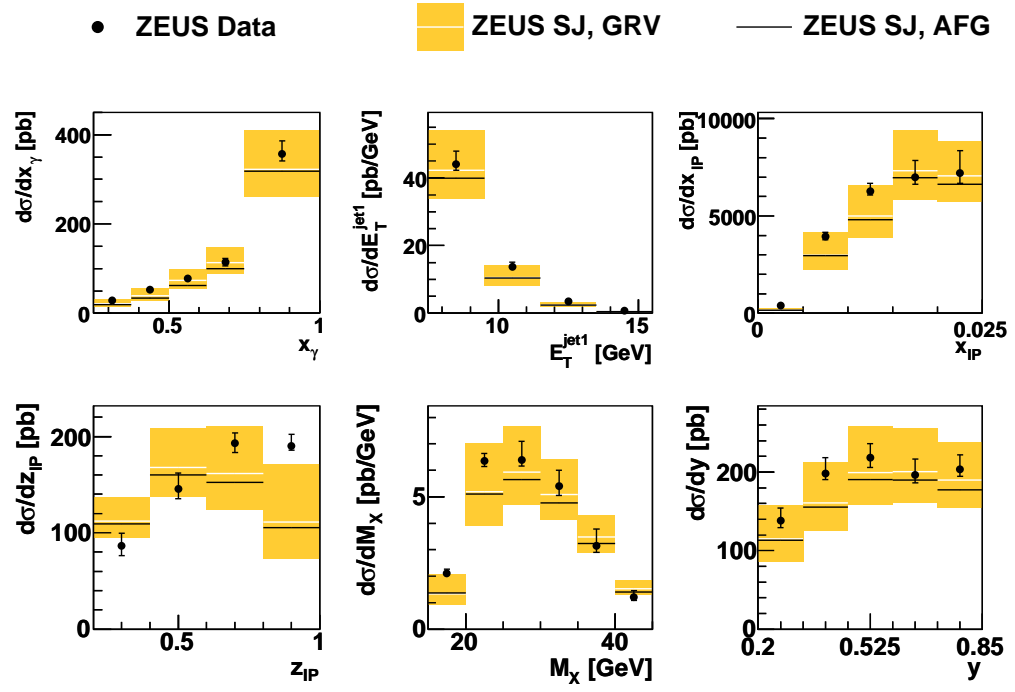 ZEUS Data ZEUS SJ, GRV ZEUS SJ, AFG
dσ/dx_γ [pb]
400
200
0
0.5 1
x_γ
dσ/dE_T^jet1 [pb/GeV]
40
20
0
10 15
E_T^jet1 [GeV]
dσ/dx_IP [pb]
10000
5000
0
0 0.025
x_IP
dσ/dz_IP [pb]
200
100
0
0.5 1
z_IP
dσ/dM_X [pb/GeV]
5
0
20 40
M_X [GeV]
dσ/dy [pb]
200
100
0
0.2 0.525 0.85
y